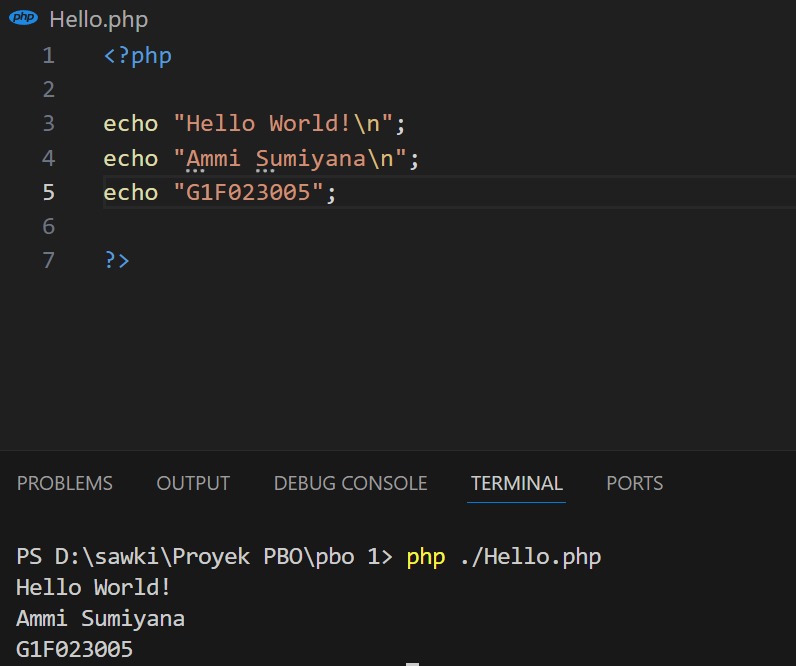 php Hello.php
1 <?php
2
3 echo "Hello World!\n";
4 echo "Ammi Sumiyana\n";
5 echo "G1F023005";
6
7 ?>
PROBLEMS OUTPUT DEBUG CONSOLE TERMINAL PORTS
PS D:\sawki\Proyek PBO\pbo 1> php ./Hello.php
Hello World!
Ammi Sumiyana
G1F023005